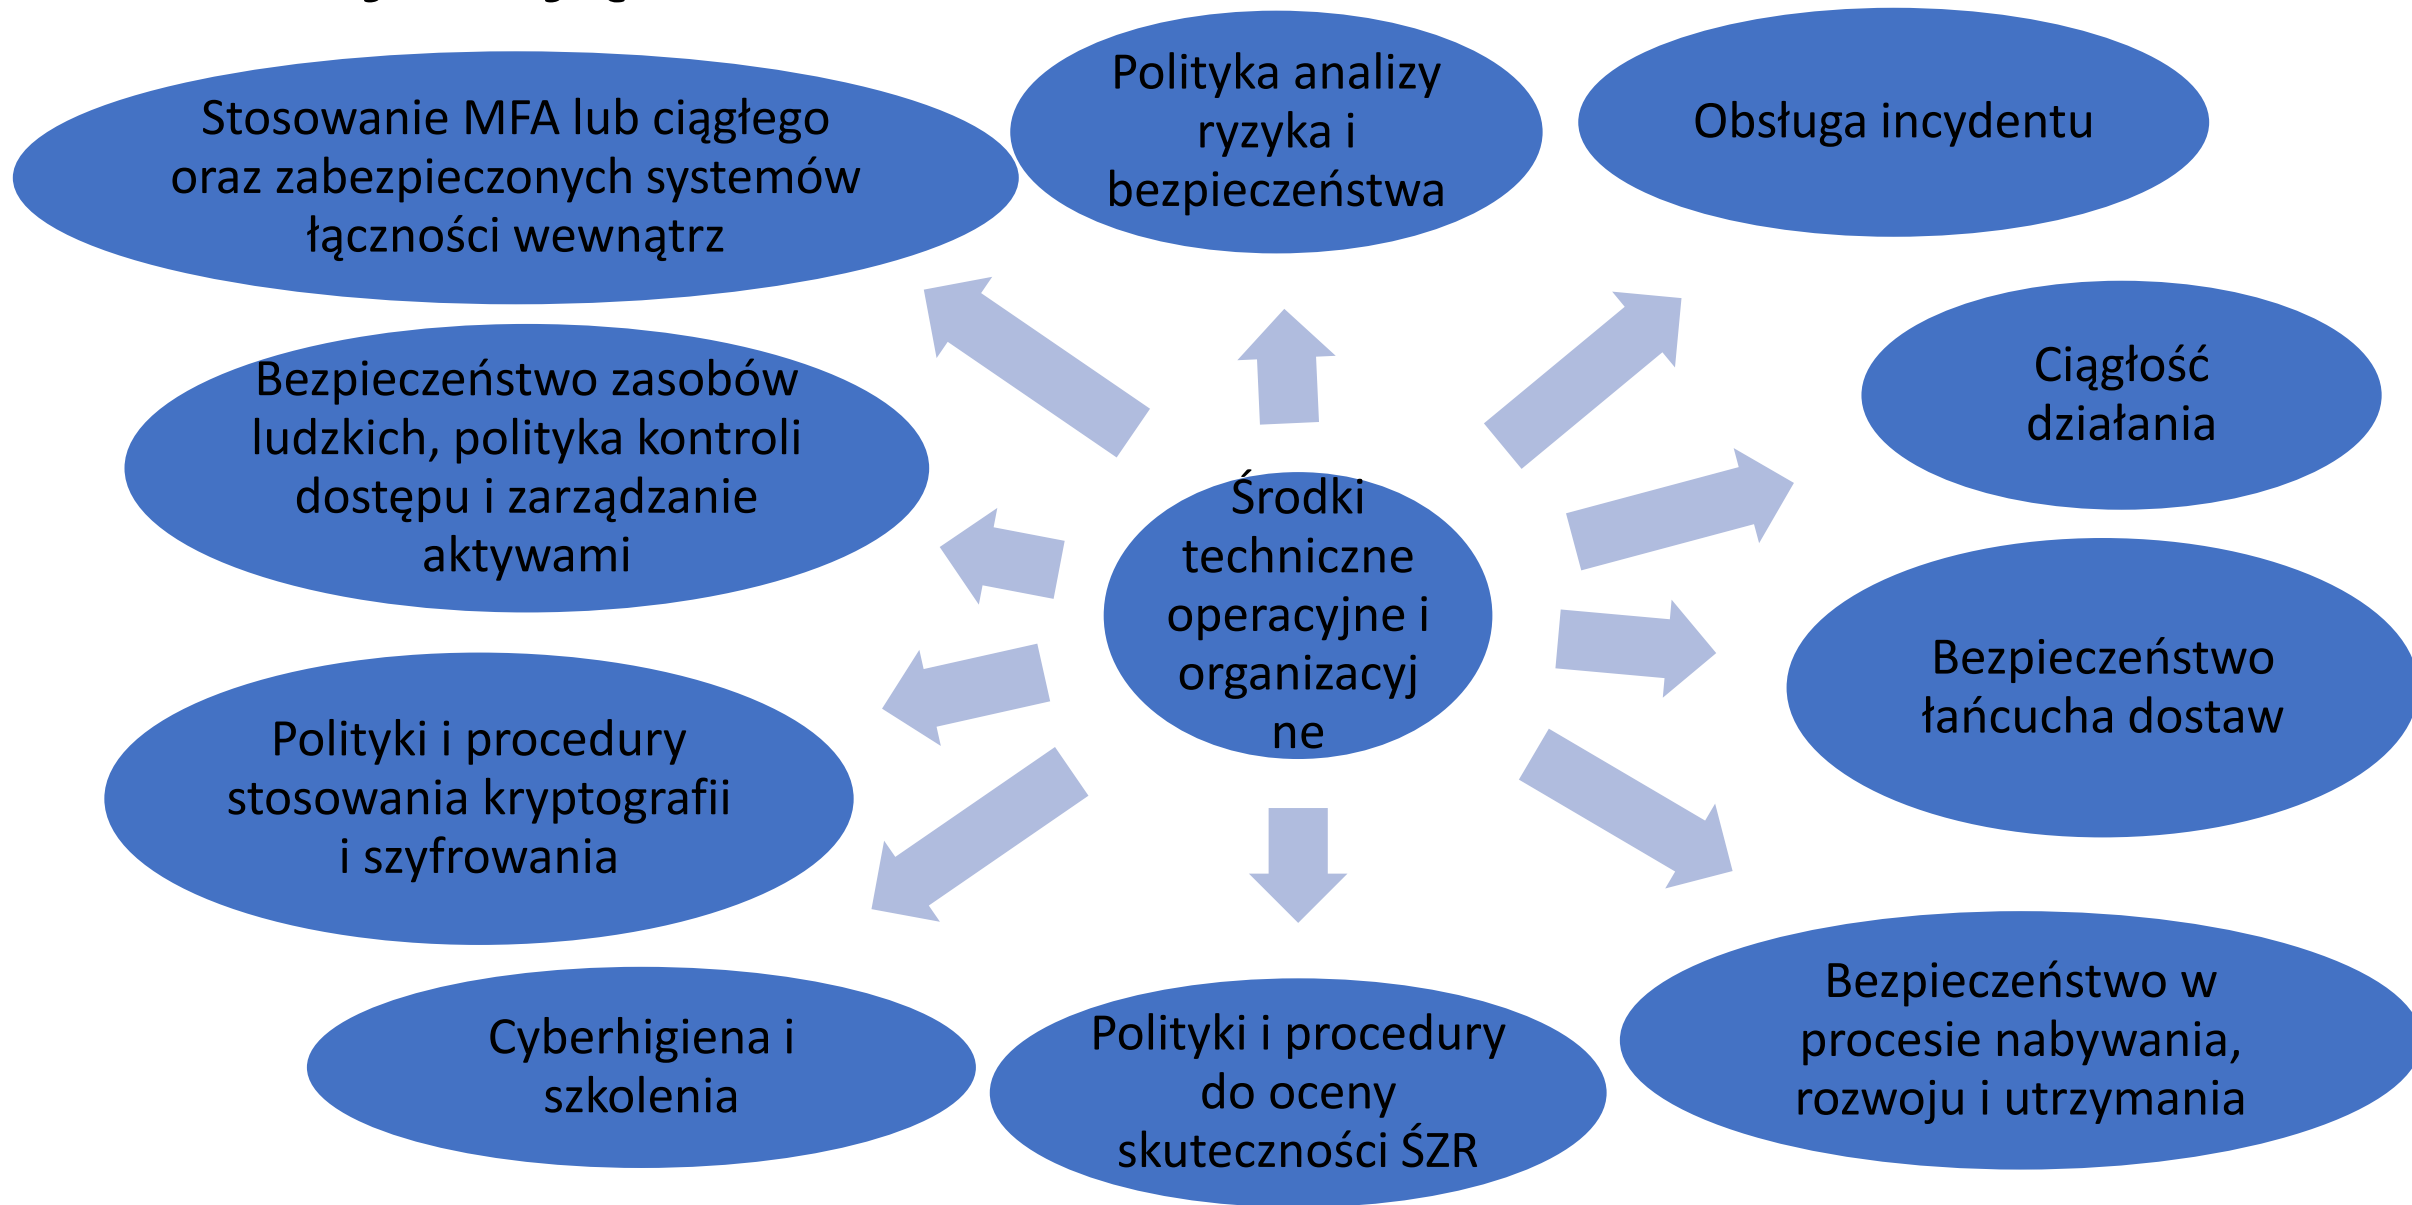 Polityka analizy
ryzyka i
bezpieczeństwa
Obsługa incydentu
Stosowanie MFA lub ciągłego
oraz zabezpieczonych systemów
łączności wewnątrz
Ciągłość
działania
Bezpieczeństwo zasobów
ludzkich, polityka kontroli
dostępu i zarządzanie
aktywami
Środki
techniczne
operacyjne i
organizacyj
ne
Bezpieczeństwo
łańcucha dostaw
Polityki i procedury
stosowania kryptografii
i szyfrowania
Bezpieczeństwo w
procesie nabywania,
rozwoju i utrzymania
Cyberhigiena i
szkolenia
Polityki i procedury
do oceny
skuteczności ŚZR